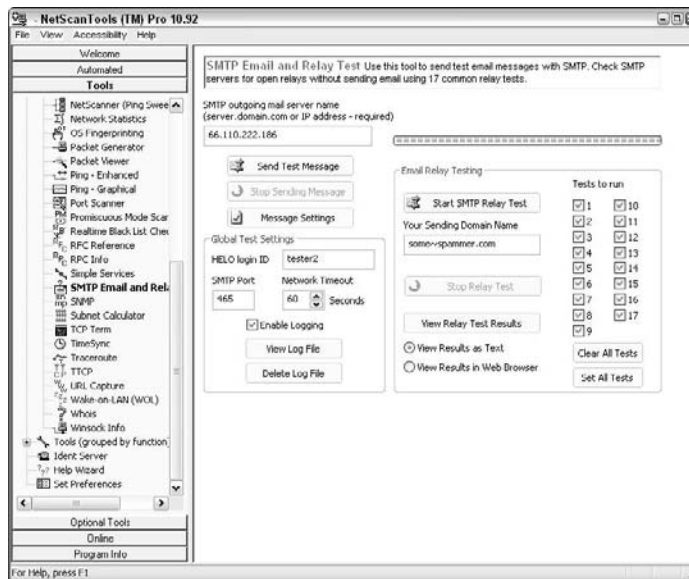 - NetScanTools (TM) Pro 10.92
File View Accessibility Help
Welcome
Automated
Tools
NetScanner (Ping Swee
Network Statistics
OS Fingerprinting
Packet Generator
Packet Viewer
Ping - Enhanced
Ping - Graphical
Port Scanner
Promiscuous Mode Scar
Realtime Black List Chec
RFC Reference
RPC Info
Simple Services
SMTP Email and Rela
SNMP
Subnet Calculator
TCP Term
TimeSync
Traceroute
TTCP
URL Capture
Wake-on-LAN (WOL)
Whois
Winsock Info
Tools (grouped by function)
Ident Server
Help Wizard
Set Preferences
Optional Tools
Online
Program Info
SMTP Email and Relay Test Use this tool to send test email messages with SMTP. Check SMTP
servers for open relays without sending email using 17 common relay tests.
SMTP outgoing mail server name
(server.domain.com or IP address - required)
66.110.222.186
Send Test Message
Stop Sending Message
Message Settings
Global Test Settings
HELO login ID tester2
SMTP Port Network Timeout
465 60 Seconds
Enable Logging
View Log File
Delete Log File
Email Relay Testing
Start SMTP Relay Test
Your Sending Domain Name
some~spammer.com
Stop Relay Test
View Relay Test Results
View Results as Text
View Results in Web Browser
Tests to run
1 10
2 11
3 12
4 13
5 14
6 15
7 16
8 17
9
Clear All Tests
Set All Tests
For Help, press F1